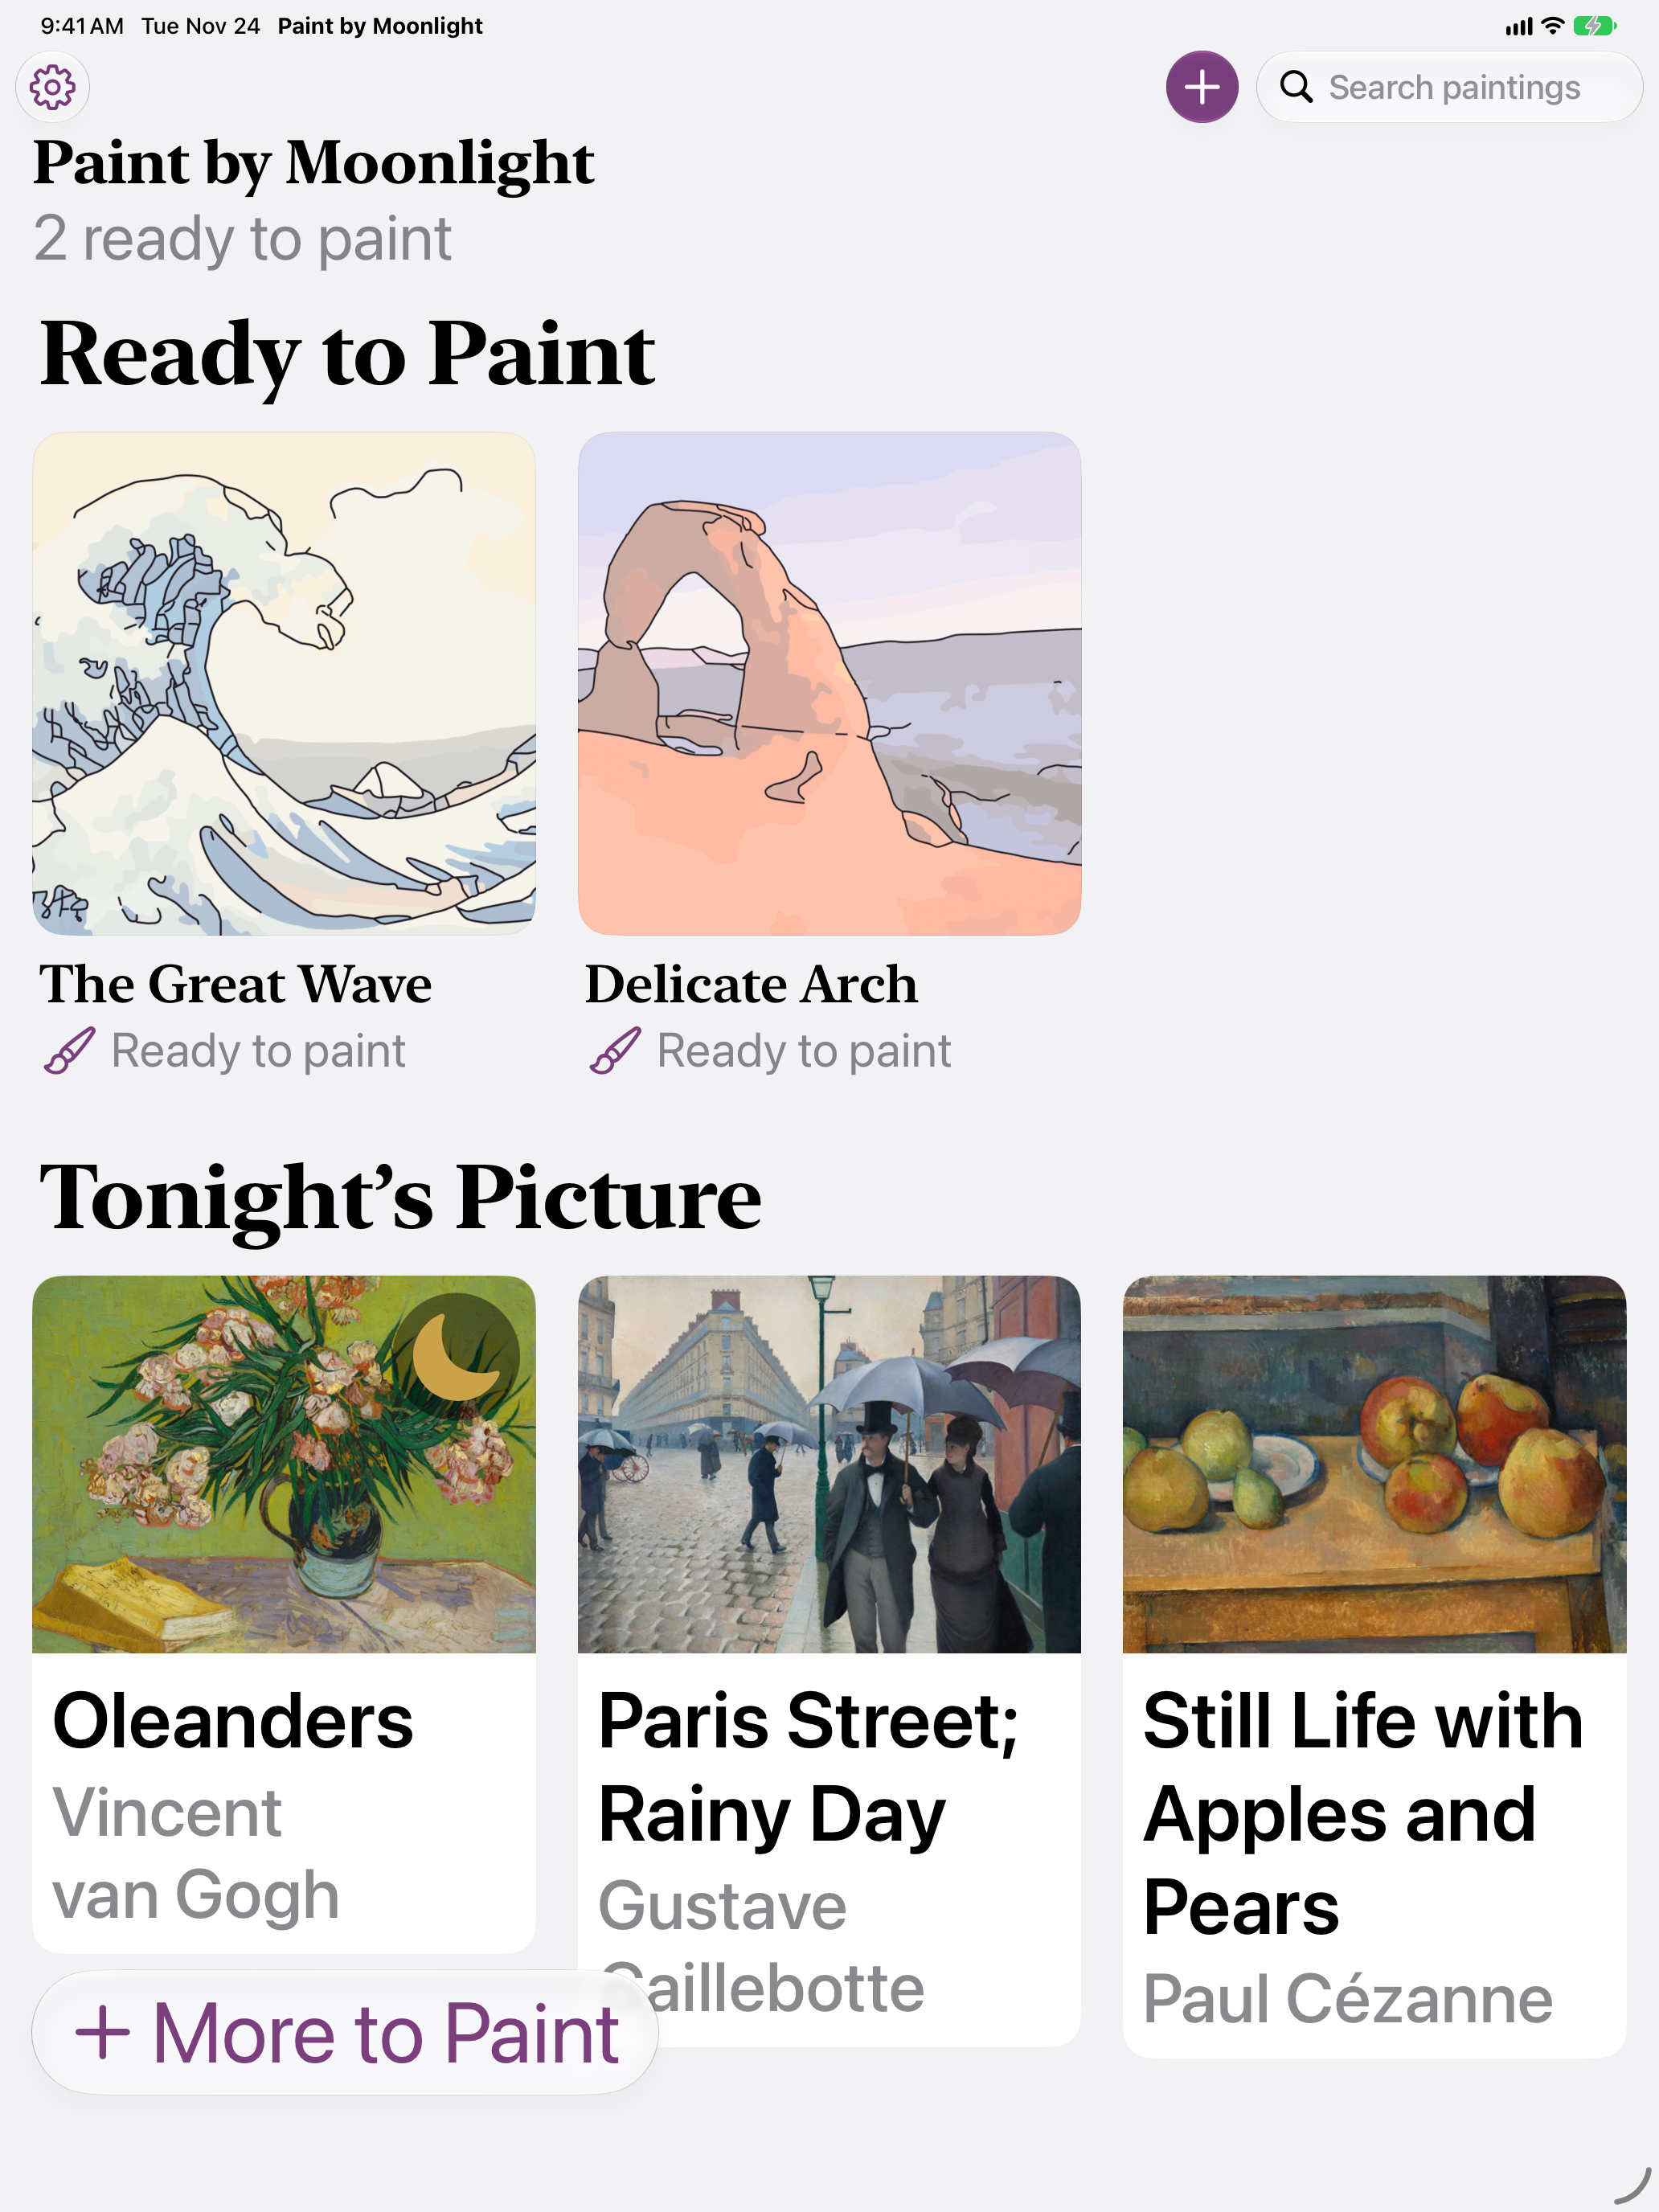 9:41 AM Tue Nov 24 Paint by Moonlight
Search paintings
Paint by Moonlight
2 ready to paint
Ready to Paint
The Great Wave
Ready to paint
Delicate Arch
Ready to paint
Tonight’s Picture
Oleanders
Vincent
van Gogh
Paris Street;
Rainy Day
Gustave
Caillebotte
Still Life with
Apples and
Pears
Paul Cézanne
+ More to Paint